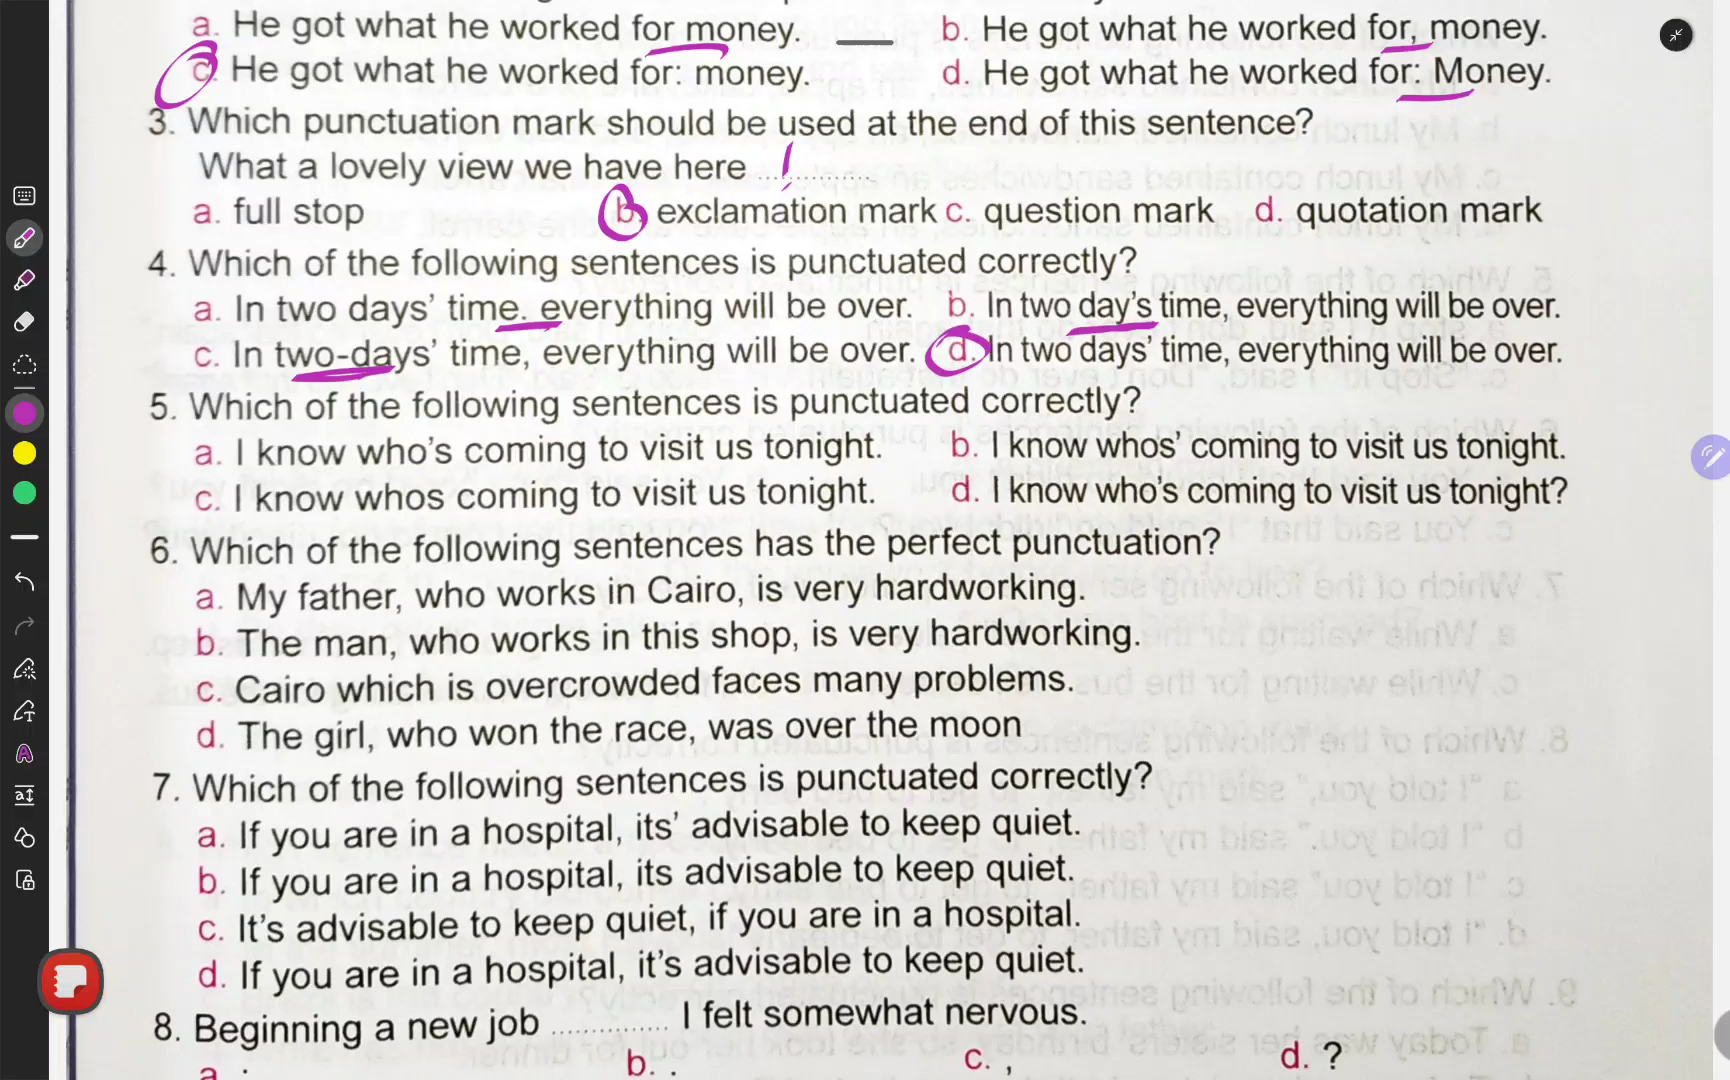 a. He got what he worked for money. b. He got what he worked for, money.
c. He got what he worked for: money. d. He got what he worked for. Money.
3. Which punctuation mark should be used at the end of this sentence?
What a lovely view we have here ............... !
a. full stop b. exclamation mark c. question mark d. quotation mark
4. Which of the following sentences is punctuated correctly?
a. In two days’ time. everything will be over. b. In two day’s time, everything will be over.
c. In two-days’ time, everything will be over. d. In two days’ time, everything will be over.
5. Which of the following sentences is punctuated correctly?
a. I know who’s coming to visit us tonight. b. I know whos’ coming to visit us tonight.
c. I know whos coming to visit us tonight. d. I know who’s coming to visit us tonight?
6. Which of the following sentences has the perfect punctuation?
a. My father, who works in Cairo, is very hardworking.
b. The man, who works in this shop, is very hardworking.
c. Cairo which is overcrowded faces many problems.
d. The girl, who won the race, was over the moon
7. Which of the following sentences is punctuated correctly?
a. If you are in a hospital, its’ advisable to keep quiet.
b. If you are in a hospital, its advisable to keep quiet.
c. It’s advisable to keep quiet, if you are in a hospital.
d. If you are in a hospital, it’s advisable to keep quiet.
8. Beginning a new job ............... I felt somewhat nervous.
b. . c. , d. ?